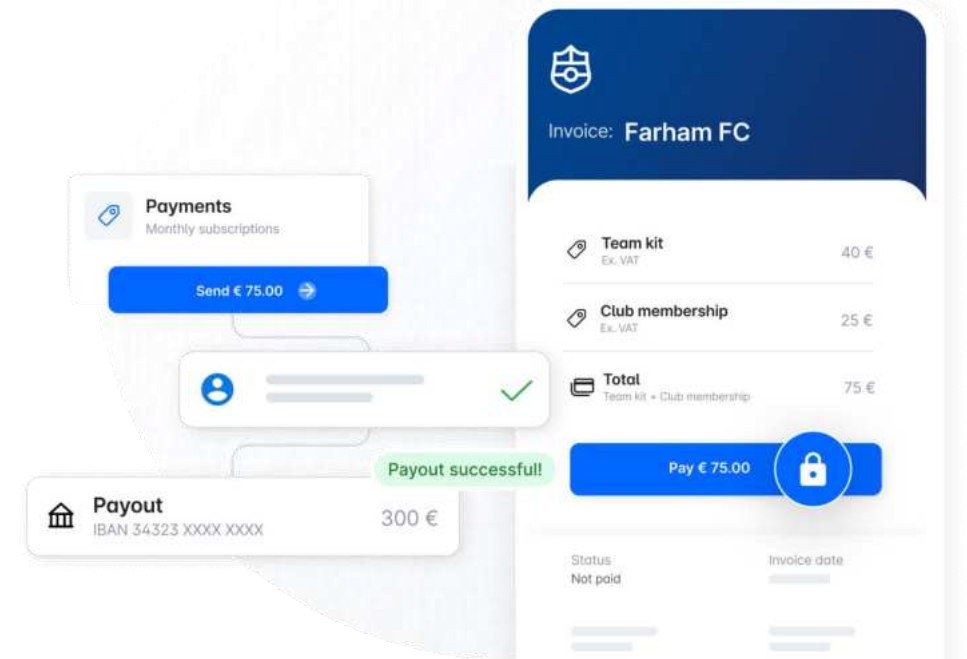 Payments
Monthly subscriptions
Send € 75.00
Payout successful!
Payout
IBAN 34323 XXXX XXXX
300 €
Invoice: Farham FC
Team kit
Ex. VAT
40 €
Club membership
Ex. VAT
25 €
Total
Team kit + Club membership
75 €
Pay € 75.00
Status
Not paid
Invoice date